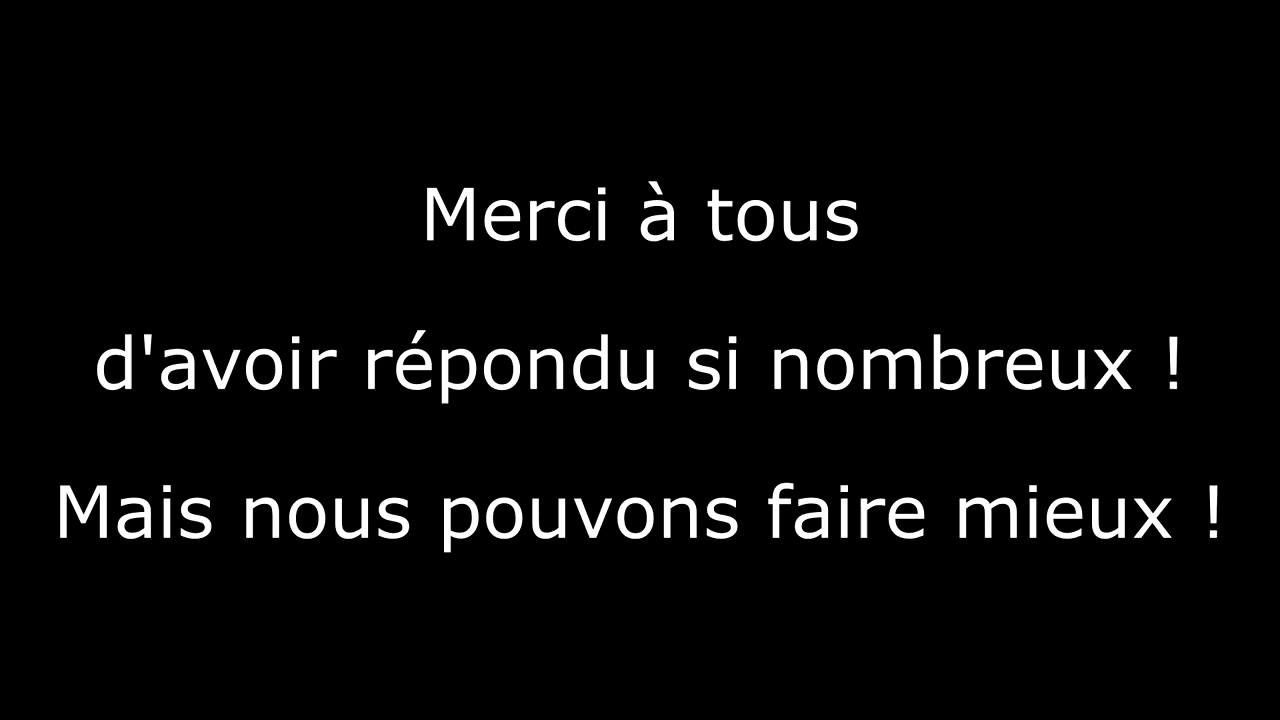 Merci à tous
d'avoir répondu si nombreux !
Mais nous pouvons faire mieux !